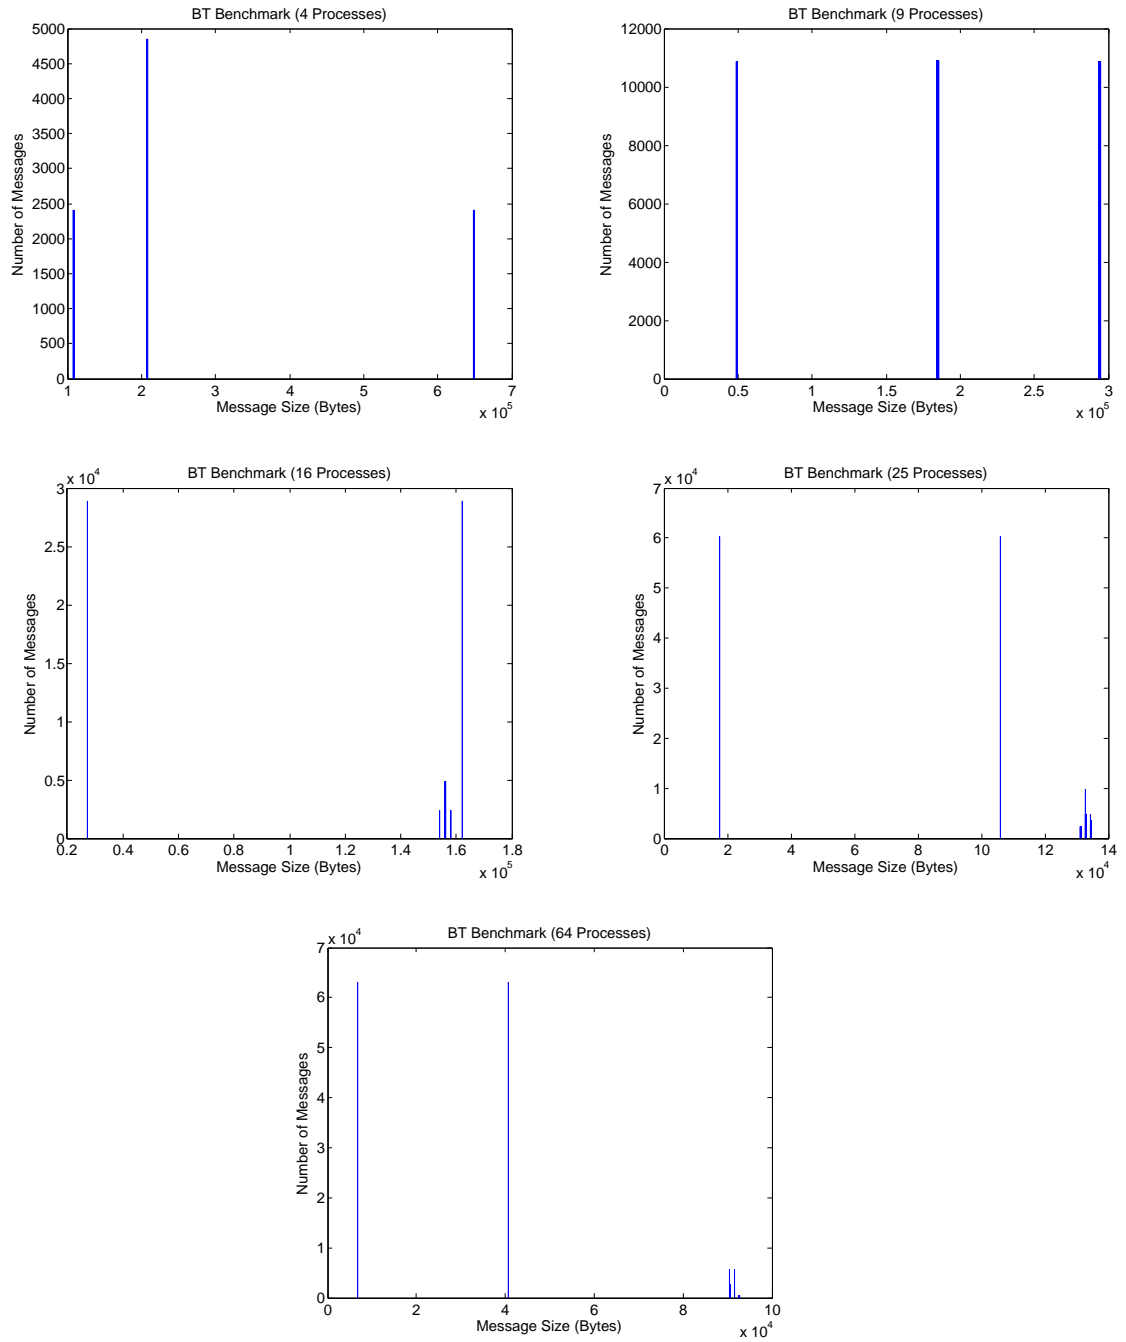 BT Benchmark (4 Processes)
5000
4500
4000
3500
3000
2500
2000
1500
1000
500
0
Number of Messages
1 2 3 4 5 6 7
Message Size (Bytes)
x 10^5
BT Benchmark (9 Processes)
12000
10000
8000
6000
4000
2000
0
Number of Messages
0 0.5 1 1.5 2 2.5 3
Message Size (Bytes)
x 10^5
BT Benchmark (16 Processes)
x 10^4
3
2.5
2
1.5
1
0.5
0
Number of Messages
0.2 0.4 0.6 0.8 1 1.2 1.4 1.6 1.8
Message Size (Bytes)
x 10^5
BT Benchmark (25 Processes)
x 10^4
7
6
5
4
3
2
1
0
Number of Messages
0 2 4 6 8 10 12 14
Message Size (Bytes)
x 10^4
BT Benchmark (64 Processes)
x 10^4
7
6
5
4
3
2
1
0
Number of Messages
0 2 4 6 8 10
Message Size (Bytes)
x 10^4